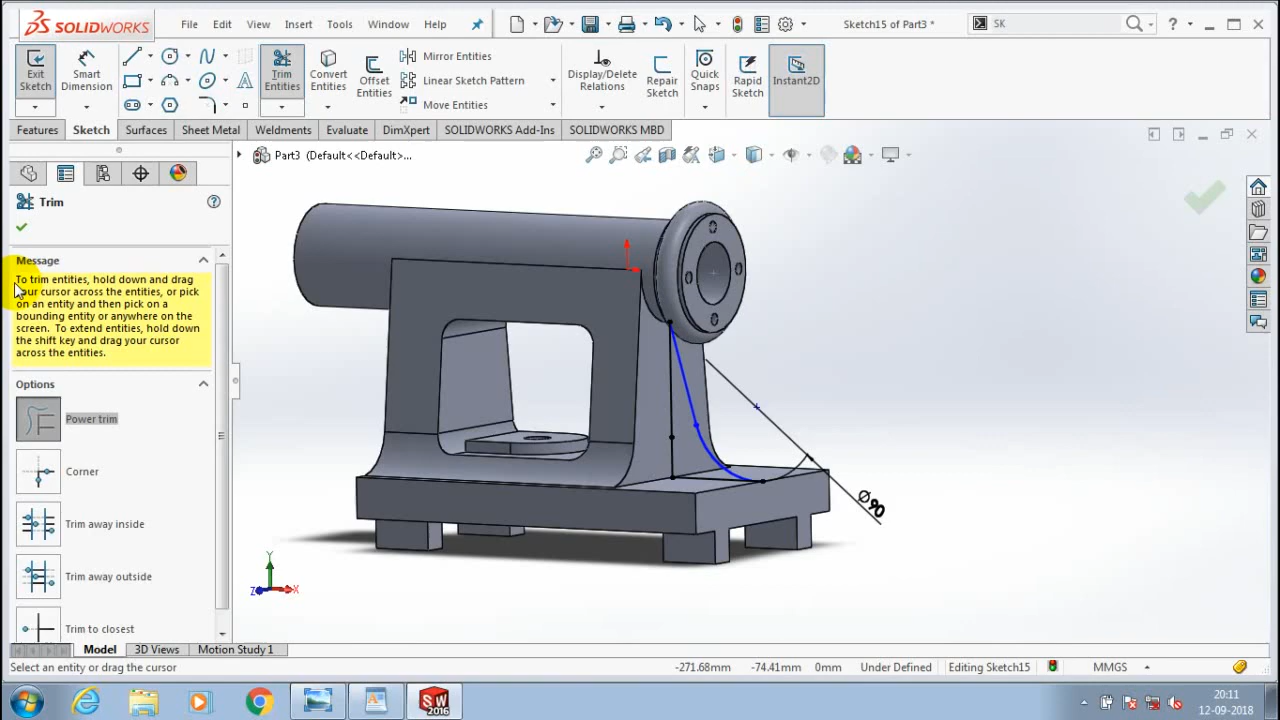 SOLIDWORKS
File
Edit
View
Insert
Tools
Window
Help
Sketch15 of Part3 *
SK
?
Exit
Sketch
Smart
Dimension
Trim
Entities
Convert
Entities
Offset
Entities
Mirror Entities
Linear Sketch Pattern
Move Entities
Display/Delete
Relations
Repair
Sketch
Quick
Snaps
Rapid
Sketch
Instant2D
Features
Sketch
Surfaces
Sheet Metal
Weldments
Evaluate
DimXpert
SOLIDWORKS Add-Ins
SOLIDWORKS MBD
Part3 (Default<<Default>...
Trim
?
Message
To trim entities, hold down and drag
your cursor across the entities, or pick
on an entity and then pick on a
bounding entity or anywhere on the
screen. To extend entities, hold down
the shift key and drag your cursor
across the entities.
Options
Power trim
Corner
Trim away inside
Trim away outside
Trim to closest
Ø90
Y
Z
X
Model
3D Views
Motion Study 1
Select an entity or drag the cursor
-271.68mm
-74.41mm
0mm
Under Defined
Editing Sketch15
MMGS
SW
2016
20:11
12-09-2018